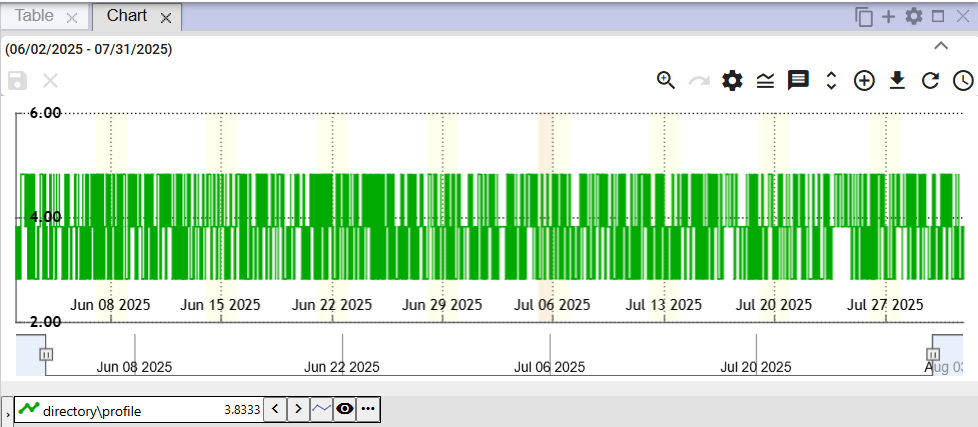 Table
Chart
(06/02/2025 - 07/31/2025)
6.00
4.00
Jun 08 2025 Jun 15 2025 Jun 22 2025 Jun 29 2025 Jul 06 2025 Jul 13 2025 Jul 20 2025 Jul 27 2025
2.00
Jun 08 2025 Jun 22 2025 Jul 06 2025 Jul 20 2025 Aug 03
directory\profile 3.8333